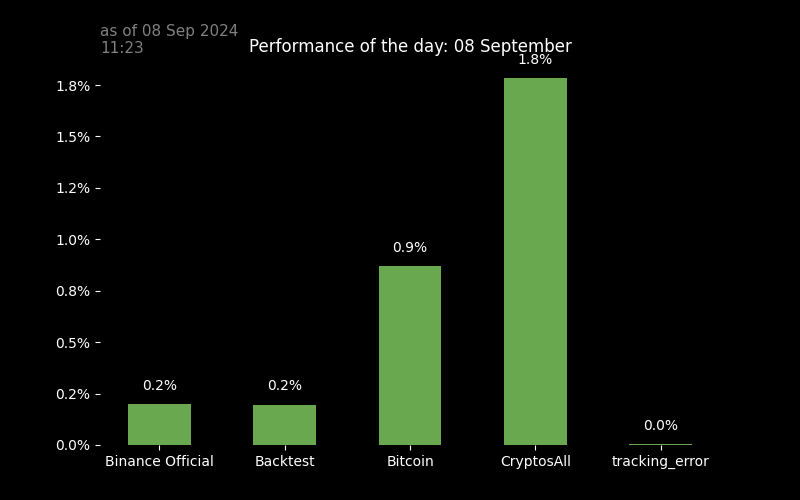 as of 08 Sep 2024
11:23
Performance of the day: 08 September
1.8%
1.8%
1.5%
1.2%
1.0%
0.9%
0.8%
0.5%
0.2%
0.2%
0.2%
0.0%
0.0%
Binance Official
Backtest
Bitcoin
CryptosAll
tracking_error